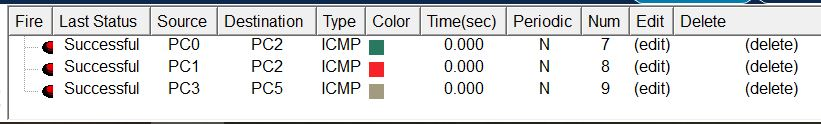 Fire Last Status Source Destination Type Color Time(sec) Periodic Num Edit Delete
Successful PC0 PC2 ICMP 0.000 N 7 (edit) (delete)
Successful PC1 PC2 ICMP 0.000 N 8 (edit) (delete)
Successful PC3 PC5 ICMP 0.000 N 9 (edit) (delete)